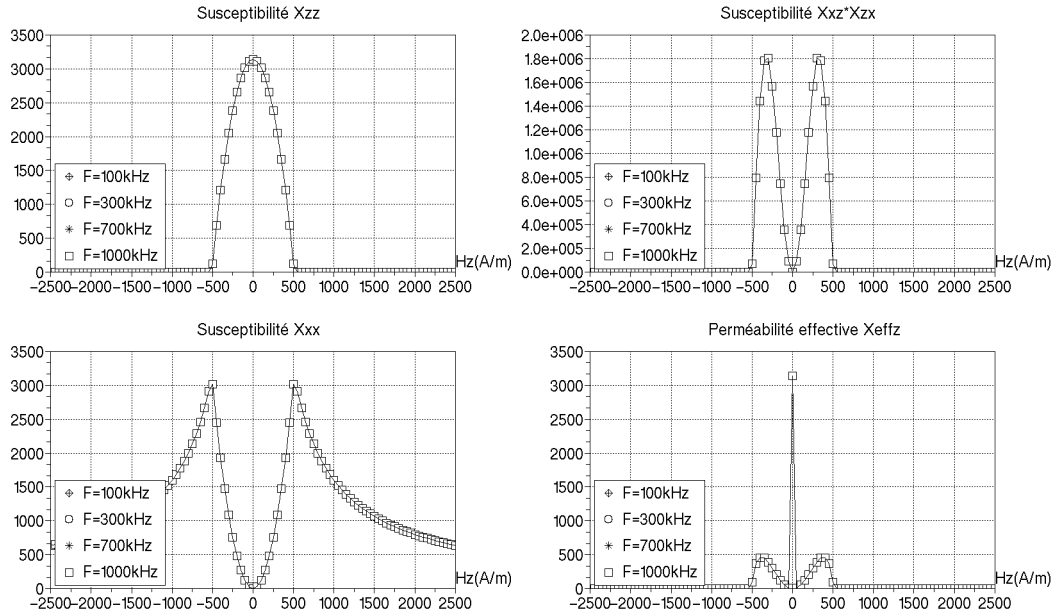 Susceptibilité Xzz
3500
3000
2500
2000
1500
1000
500
0
F=100kHz
F=300kHz
F=700kHz
F=1000kHz
−2500 −2000 −1500 −1000 −500 0 500 1000 1500 2000 2500
Hz(A/m)
Susceptibilité Xxz*Xzx
2.0e+006
1.8e+006
1.6e+006
1.4e+006
1.2e+006
1.0e+006
8.0e+005
6.0e+005
4.0e+005
2.0e+005
0.0e+000
F=100kHz
F=300kHz
F=700kHz
F=1000kHz
−2500 −2000 −1500 −1000 −500 0 500 1000 1500 2000 2500
Hz(A/m)
Susceptibilité Xxx
3500
3000
2500
2000
1500
1000
500
0
F=100kHz
F=300kHz
F=700kHz
F=1000kHz
−2500 −2000 −1500 −1000 −500 0 500 1000 1500 2000 2500
Hz(A/m)
Perméabilité effective Xeffz
3500
3000
2500
2000
1500
1000
500
0
F=100kHz
F=300kHz
F=700kHz
F=1000kHz
−2500 −2000 −1500 −1000 −500 0 500 1000 1500 2000 2500
Hz(A/m)